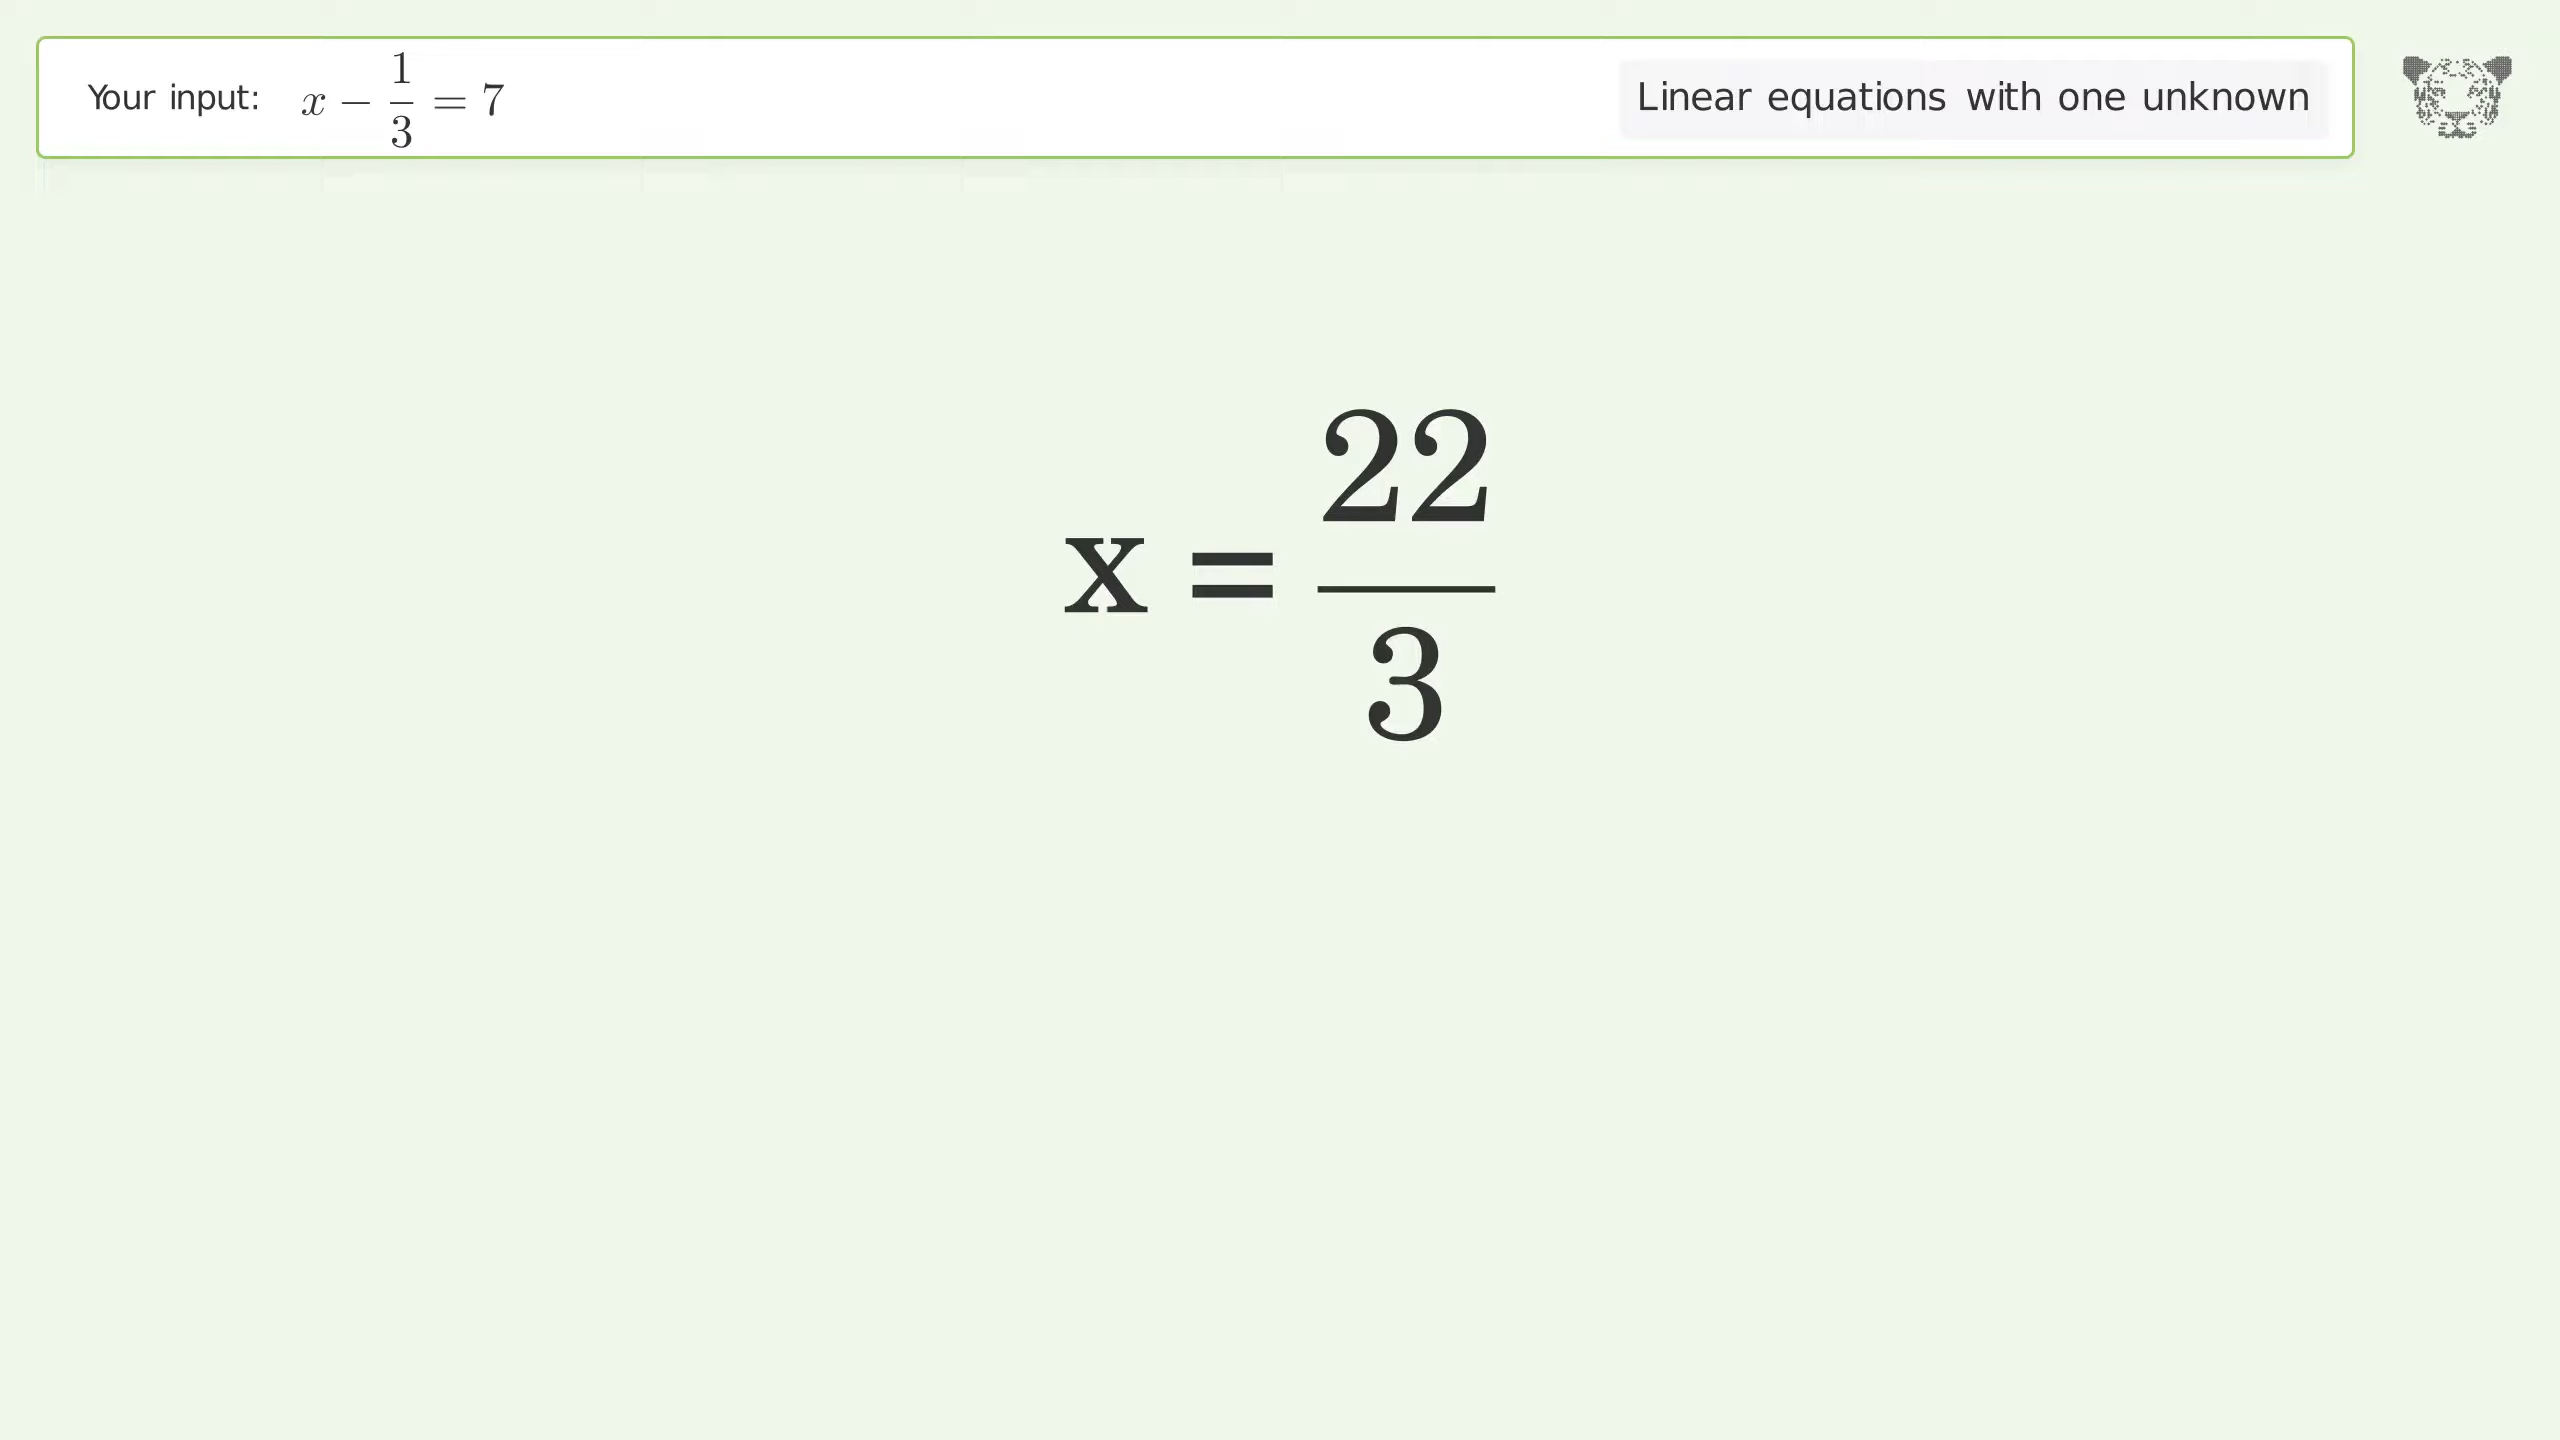 Your input: x − 1/3 = 7
Linear equations with one unknown
x = 22/3